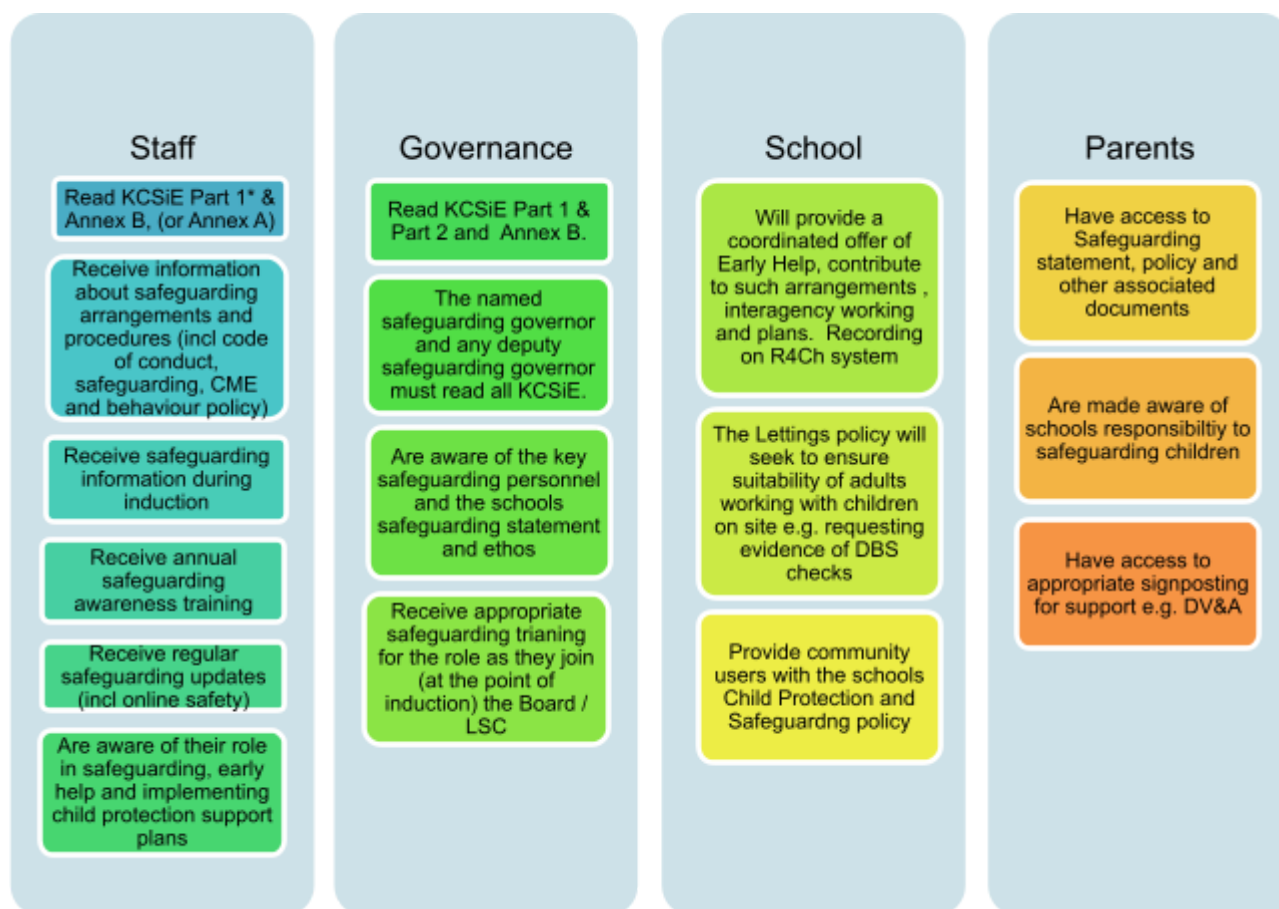 Staff
Read KCSiE Part 1* &
Annex B, (or Annex A)
Receive information
about safeguarding
arrangements and
procedures (incl code
of conduct,
safeguarding, CME
and behaviour policy)
Receive safeguarding
information during
induction
Receive annual
safeguarding
awareness training
Receive regular
safeguarding updates
(incl online safety)
Are aware of their role
in safeguarding, early
help and implementing
child protection support
plans
Governance
Read KCSiE Part 1 &
Part 2 and Annex B.
The named
safeguarding governor
and any deputy
safeguarding governor
must read all KCSiE.
Are aware of the key
safeguarding personnel
and the schools
safeguarding statement
and ethos
Receive appropriate
safeguarding trianing
for the role as they join
(at the point of
induction) the Board /
LSC
School
Will provide a
coordinated offer of
Early Help, contribute
to such arrangements ,
interagency working
and plans. Recording
on R4Ch system
The Lettings policy will
seek to ensure
suitability of adults
working with children
on site e.g. requesting
evidence of DBS
checks
Provide community
users with the schools
Child Protection and
Safeguardng policy
Parents
Have access to
Safeguarding
statement, policy and
other associated
documents
Are made aware of
schools responsibiltiy to
safeguarding children
Have access to
appropriate signposting
for support e.g. DV&A